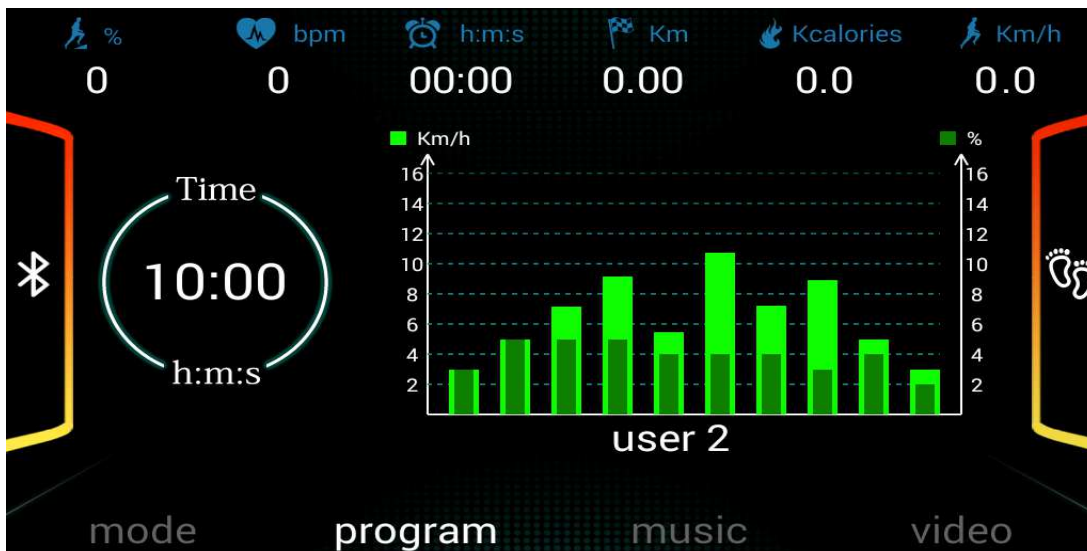 % bpm h:m:s Km Kcalories Km/h
0 0 00:00 0.00 0.0 0.0
Km/h %
Time
10:00
h:m:s
16 16
14 14
12 12
10 10
8 8
6 6
4 4
2 2
user 2
mode program music video